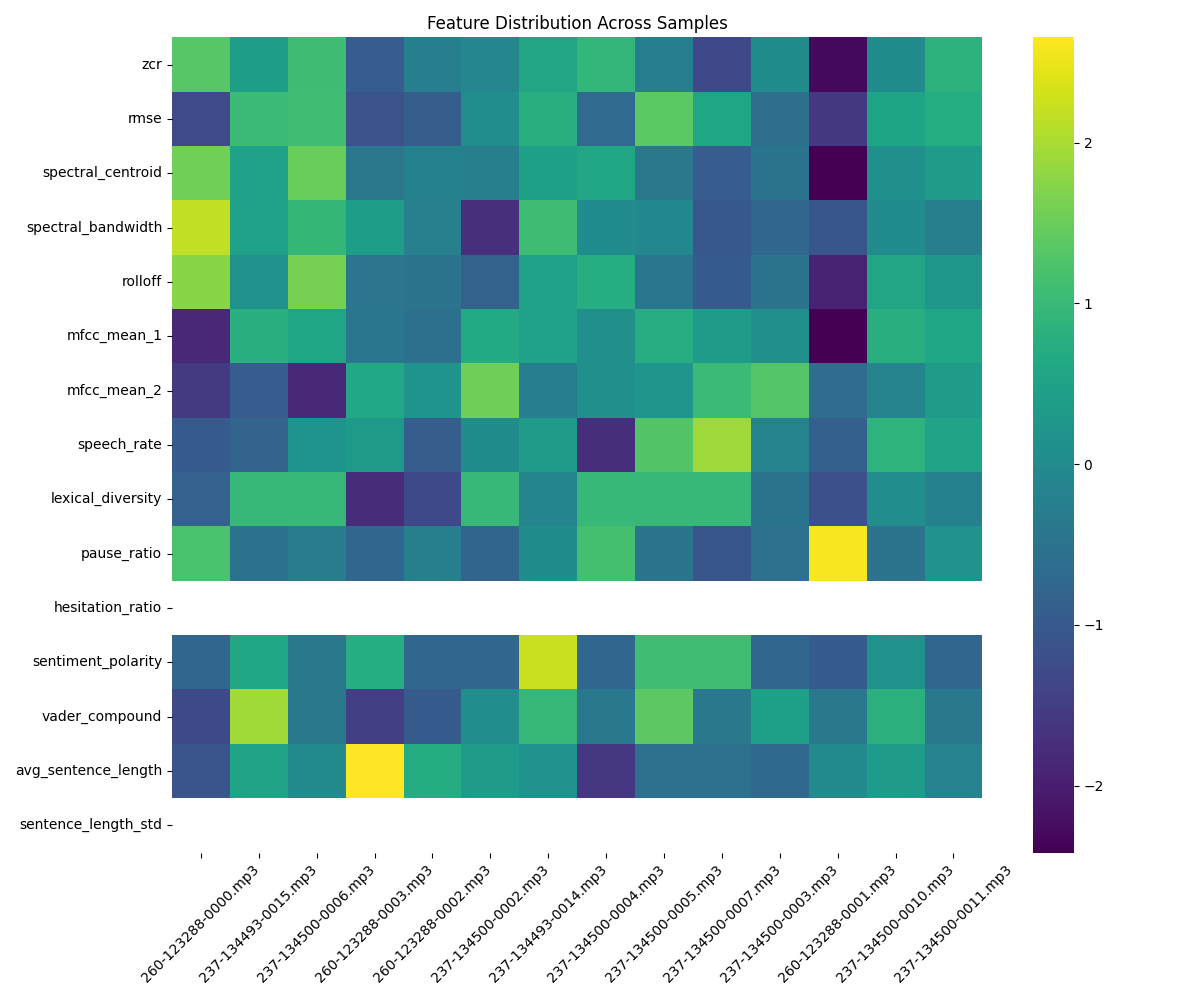 Feature Distribution Across Samples
zcr
rmse
spectral_centroid
spectral_bandwidth
rolloff
mfcc_mean_1
mfcc_mean_2
speech_rate
lexical_diversity
pause_ratio
hesitation_ratio
sentiment_polarity
vader_compound
avg_sentence_length
sentence_length_std
260-123288-0000.mp3
237-134493-0015.mp3
237-134500-0006.mp3
260-123288-0003.mp3
260-123288-0002.mp3
237-134500-0002.mp3
237-134493-0014.mp3
237-134500-0004.mp3
237-134500-0005.mp3
237-134500-0007.mp3
237-134500-0003.mp3
260-123288-0001.mp3
237-134500-0010.mp3
237-134500-0011.mp3
2
1
0
−1
−2